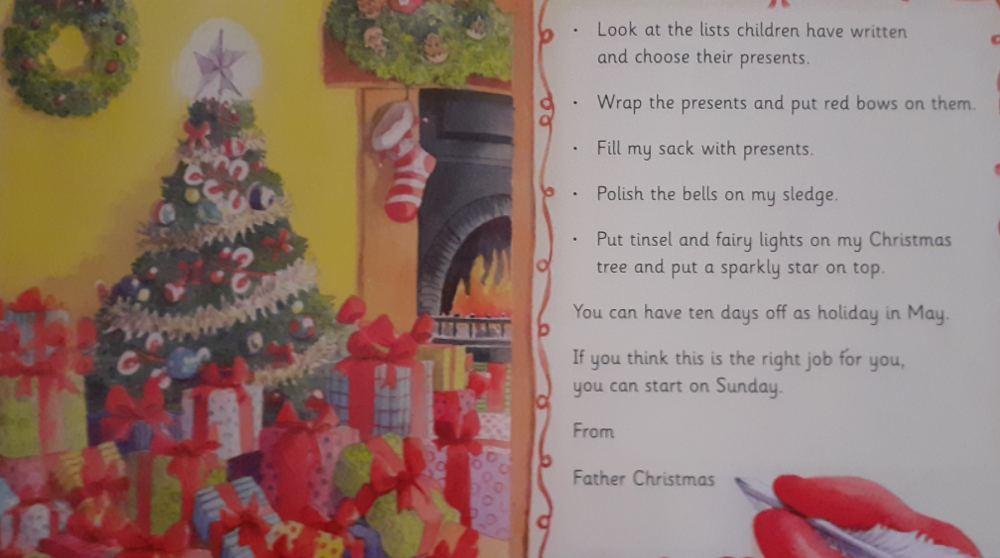 • Look at the lists children have written
and choose their presents.
• Wrap the presents and put red bows on them.
• Fill my sack with presents.
• Polish the bells on my sledge.
• Put tinsel and fairy lights on my Christmas
tree and put a sparkly star on top.
You can have ten days off as holiday in May.
If you think this is the right job for you,
you can start on Sunday.
From
Father Christmas